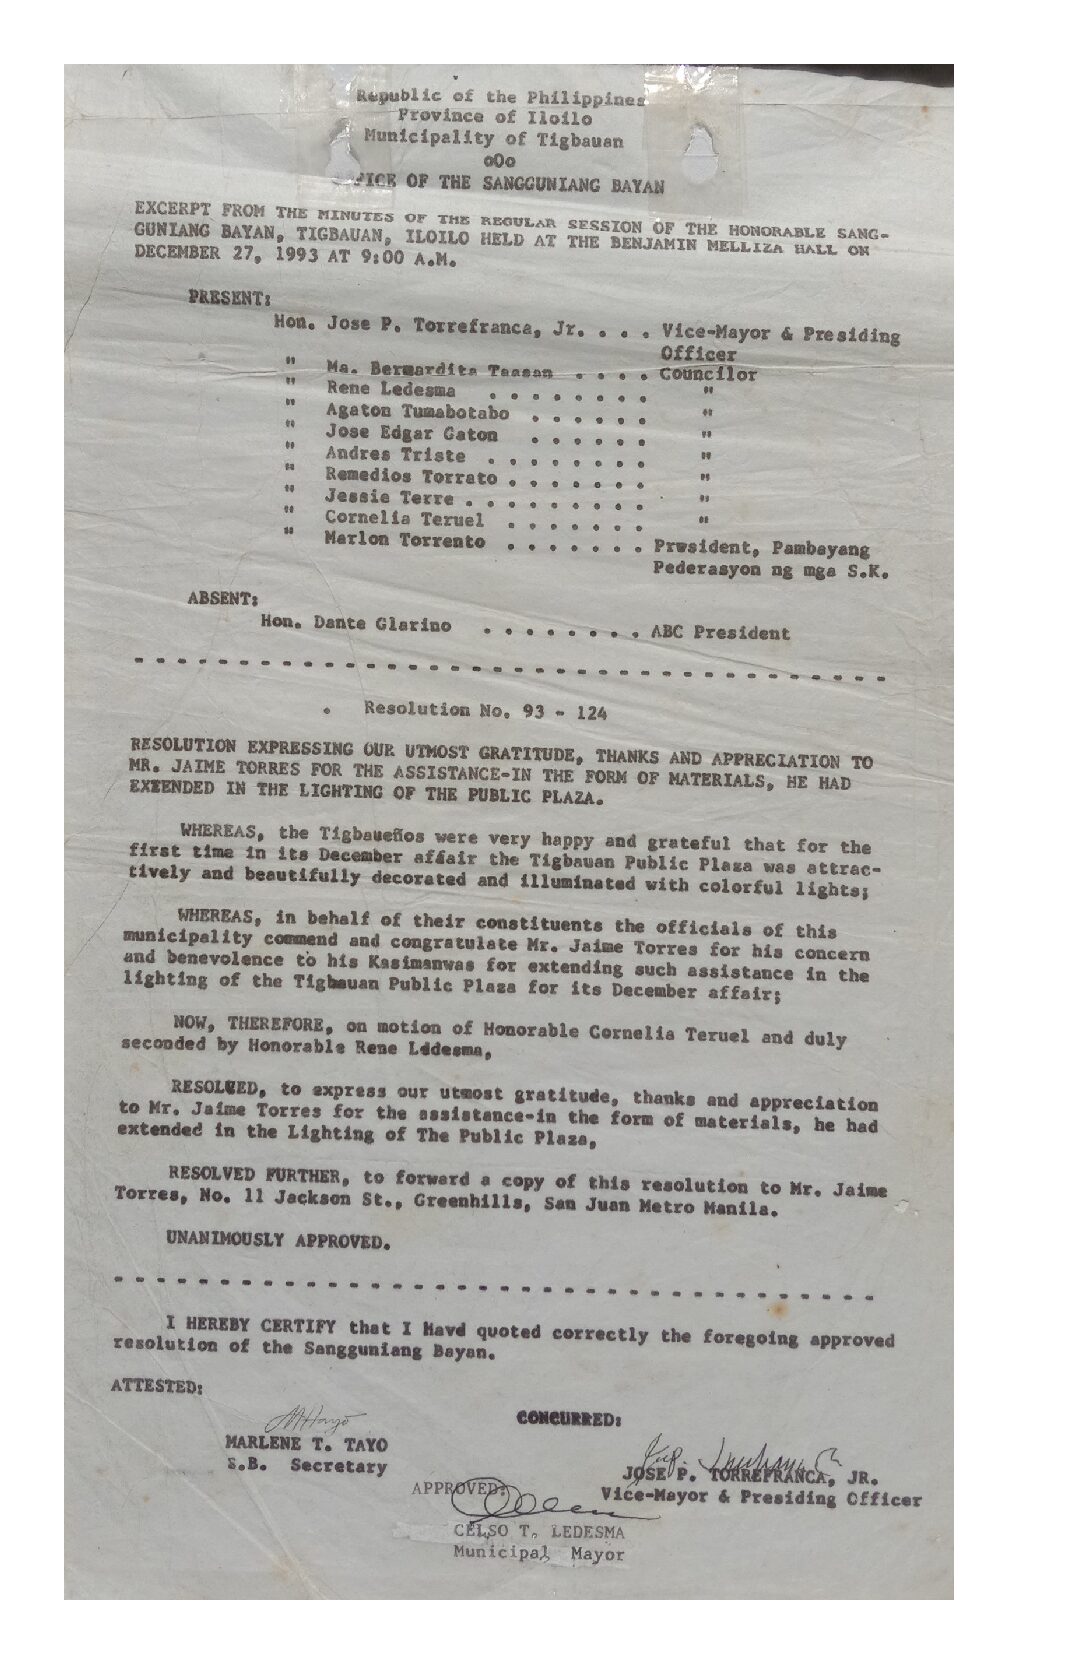 Republic of the Philippines
Province of Iloilo
Municipality of Tigbauan
oOo
OFFICE OF THE SANGGUNIANG BAYAN
EXCERPT FROM THE MINUTES OF THE REGULAR SESSION OF THE HONORABLE SANG-
GUNIANG BAYAN, TIGBAUAN, ILOILO HELD AT THE BENJAMIN MELLIZA HALL ON
DECEMBER 27, 1993 AT 9:00 A.M.
PRESENT:
Hon. Jose P. Torrefranca, Jr. . . . Vice-Mayor & Presiding
Officer
" Ma. Bernardita Taasan . . . . Councilor
" Rene Ledesma . . . . . . . . "
" Agaton Tumabotabo . . . . . . "
" Jose Edgar Gaton . . . . . . "
" Andres Triste . . . . . . . . "
" Remedios Torrato . . . . . . . "
" Jessie Terre . . . . . . . . . "
" Cornelia Teruel . . . . . . . "
" Marlon Torrento . . . . . . . Prwsident, Pambayang
Pederasyon ng mga S.K.
ABSENT:
Hon. Dante Glarino . . . . . . . . ABC President
- - - - - - - - - - - - - - - - - - - - - - - - - - - - - - - - - - - -
. Resolution No. 93 - 124
RESOLUTION EXPRESSING OUR UTMOST GRATITUDE, THANKS AND APPRECIATION TO
MR. JAIME TORRES FOR THE ASSISTANCE-IN THE FORM OF MATERIALS, HE HAD
EXTENDED IN THE LIGHTING OF THE PUBLIC PLAZA.
WHEREAS, the Tigbaueños were very happy and grateful that for the
first time in its December affair the Tigbauan Public Plaza was attrac-
tively and beautifully decorated and illuminated with colorful lights;
WHEREAS, in behalf of their constituents the officials of this
municipality commend and congratulate Mr. Jaime Torres for his concern
and benevolence to his Kasimanwas for extending such assistance in the
lighting of the Tigbauan Public Plaza for its December affair;
NOW, THEREFORE, on motion of Honorable Cornelia Teruel and duly
seconded by Honorable Rene Ledesma,
RESOLVED, to express our utmost gratitude, thanks and appreciation
to Mr. Jaime Torres for the assistance-in the form of materials, he had
extended in the Lighting of The Public Plaza,
RESOLVED FURTHER, to forward a copy of this resolution to Mr. Jaime
Torres, No. 11 Jackson St., Greenhills, San Juan Metro Manila.
UNANIMOUSLY APPROVED.
- - - - - - - - - - - - - - - - - - - - - - - - - - - - - - - - - - - -
I HEREBY CERTIFY that I Have quoted correctly the foregoing approved
resolution of the Sangguniang Bayan.
ATTESTED:
CONCURRED:
MARLENE T. TAYO
S.B. Secretary
JOSE P. TORREFRANCA, JR.
Vice-Mayor & Presiding Officer
APPROVED:
CELSO T. LEDESMA
Municipal Mayor